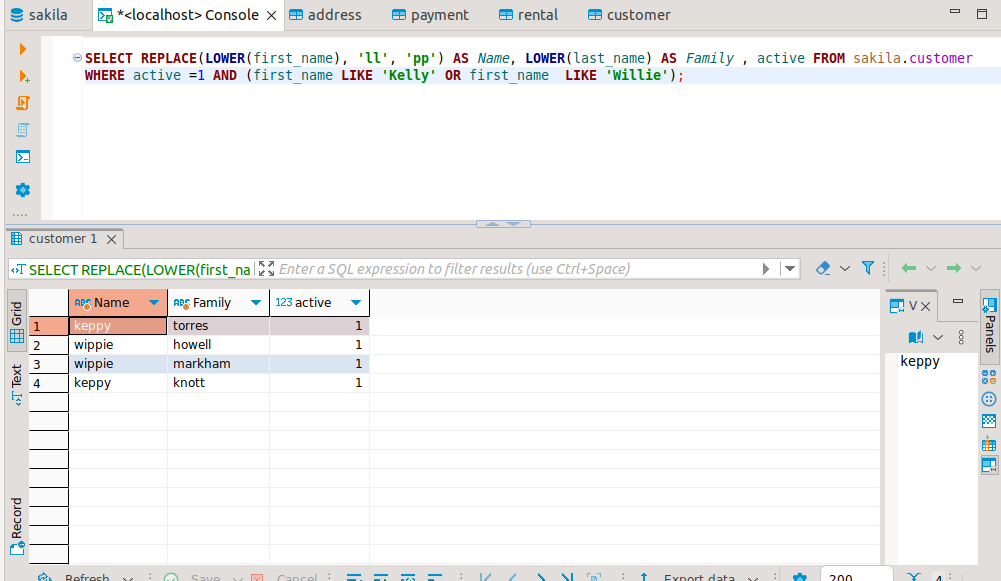 sakila
*<localhost> Console
address
payment
rental
customer
SELECT REPLACE(LOWER(first_name), 'll', 'pp') AS Name, LOWER(last_name) AS Family , active FROM sakila.customer
WHERE active =1 AND (first_name LIKE 'Kelly' OR first_name  LIKE 'Willie');
customer 1
SELECT REPLACE(LOWER(first_na
Enter a SQL expression to filter results (use Ctrl+Space)
Grid
Text
Record
ABC Name
ABC Family
123 active
1 keppy torres 1
2 wippie howell 1
3 wippie markham 1
4 keppy knott 1
V
keppy
Panels
Refresh
Save
Cancel
Export data
200
4